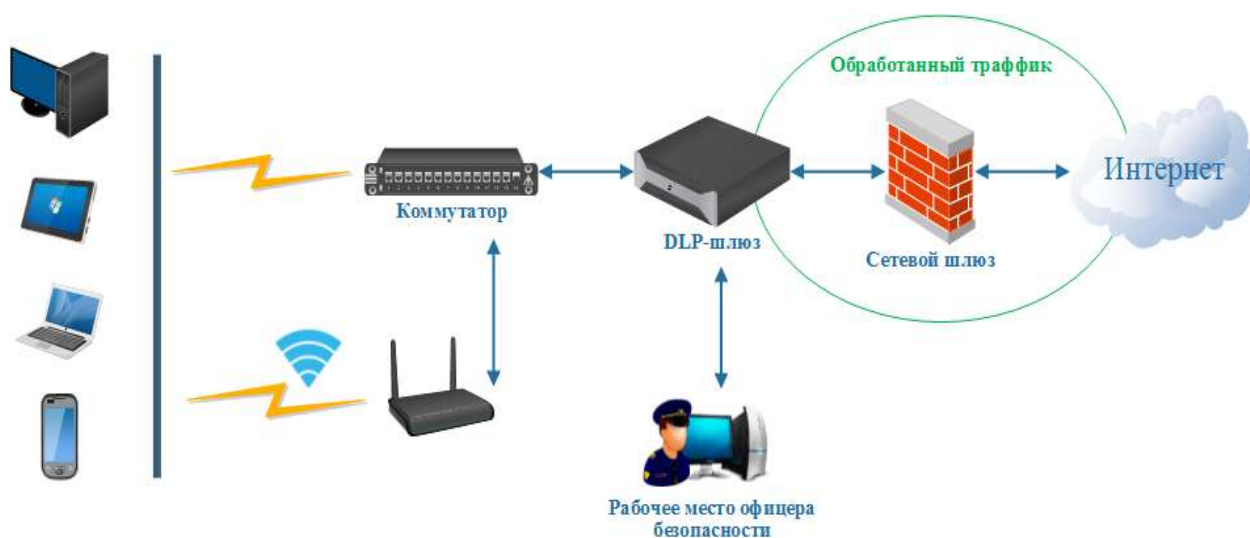 Обработанный траффик
Интернет
Коммутатор
DLP-шлюз
Сетевой шлюз
Рабочее место офицера
безопасности